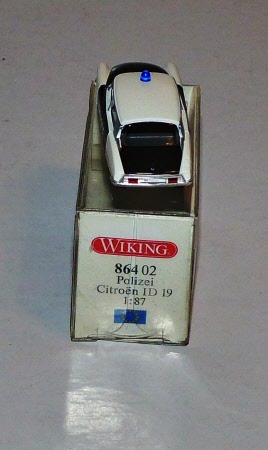 WIKING
864 02
Polizei
Citroën ID 19
1:87